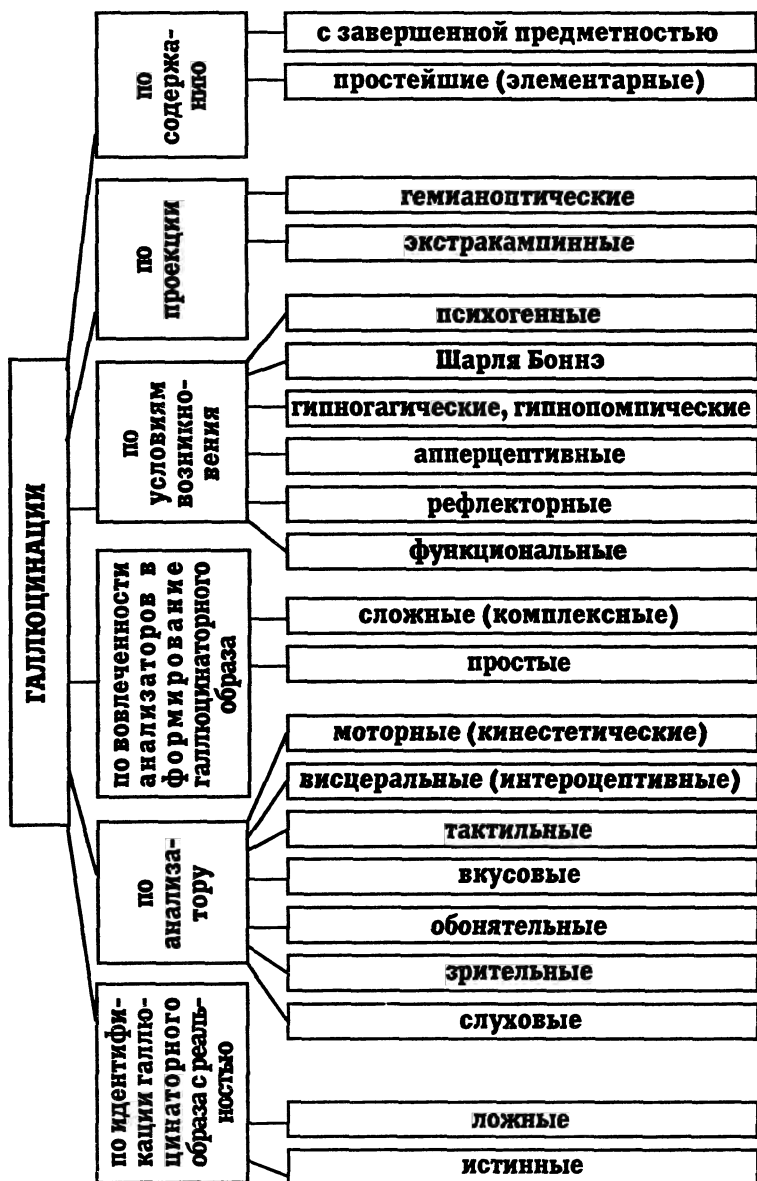 ГАЛЛЮЦИНАЦИИ
по
содержа-
нию
с завершенной предметностью
простейшие (элементарные)
по
проекции
гемианоптические
экстракампинные
по
условиям
возникно-
вения
психогенные
Шарля Боннэ
гипногагические, гипнопомпические
апперцептивные
рефлекторные
функциональные
по вовлеченности
анализаторов в
формирование
галлюцинаторного
образа
сложные (комплексные)
простые
по
анализа-
тору
моторные (кинестетические)
висцеральные (интероцептивные)
тактильные
вкусовые
обонятельные
зрительные
слуховые
по идентифи-
кации галлю-
цинаторного
образа с реаль-
ностью
ложные
истинные